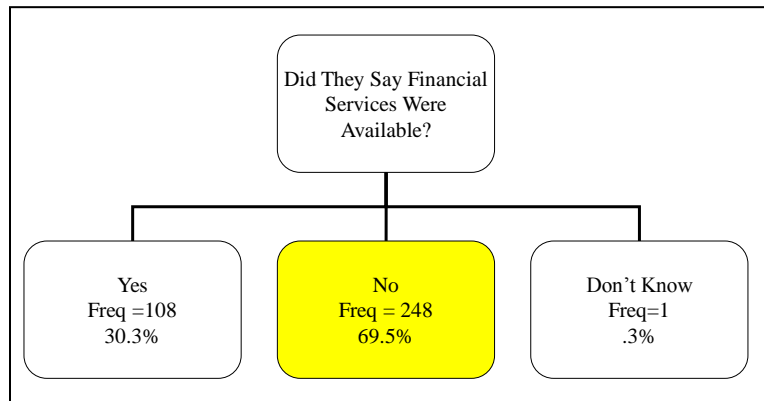 Did They Say Financial
Services Were
Available?
Yes
Freq =108
30.3%
No
Freq = 248
69.5%
Don’t Know
Freq=1
.3%